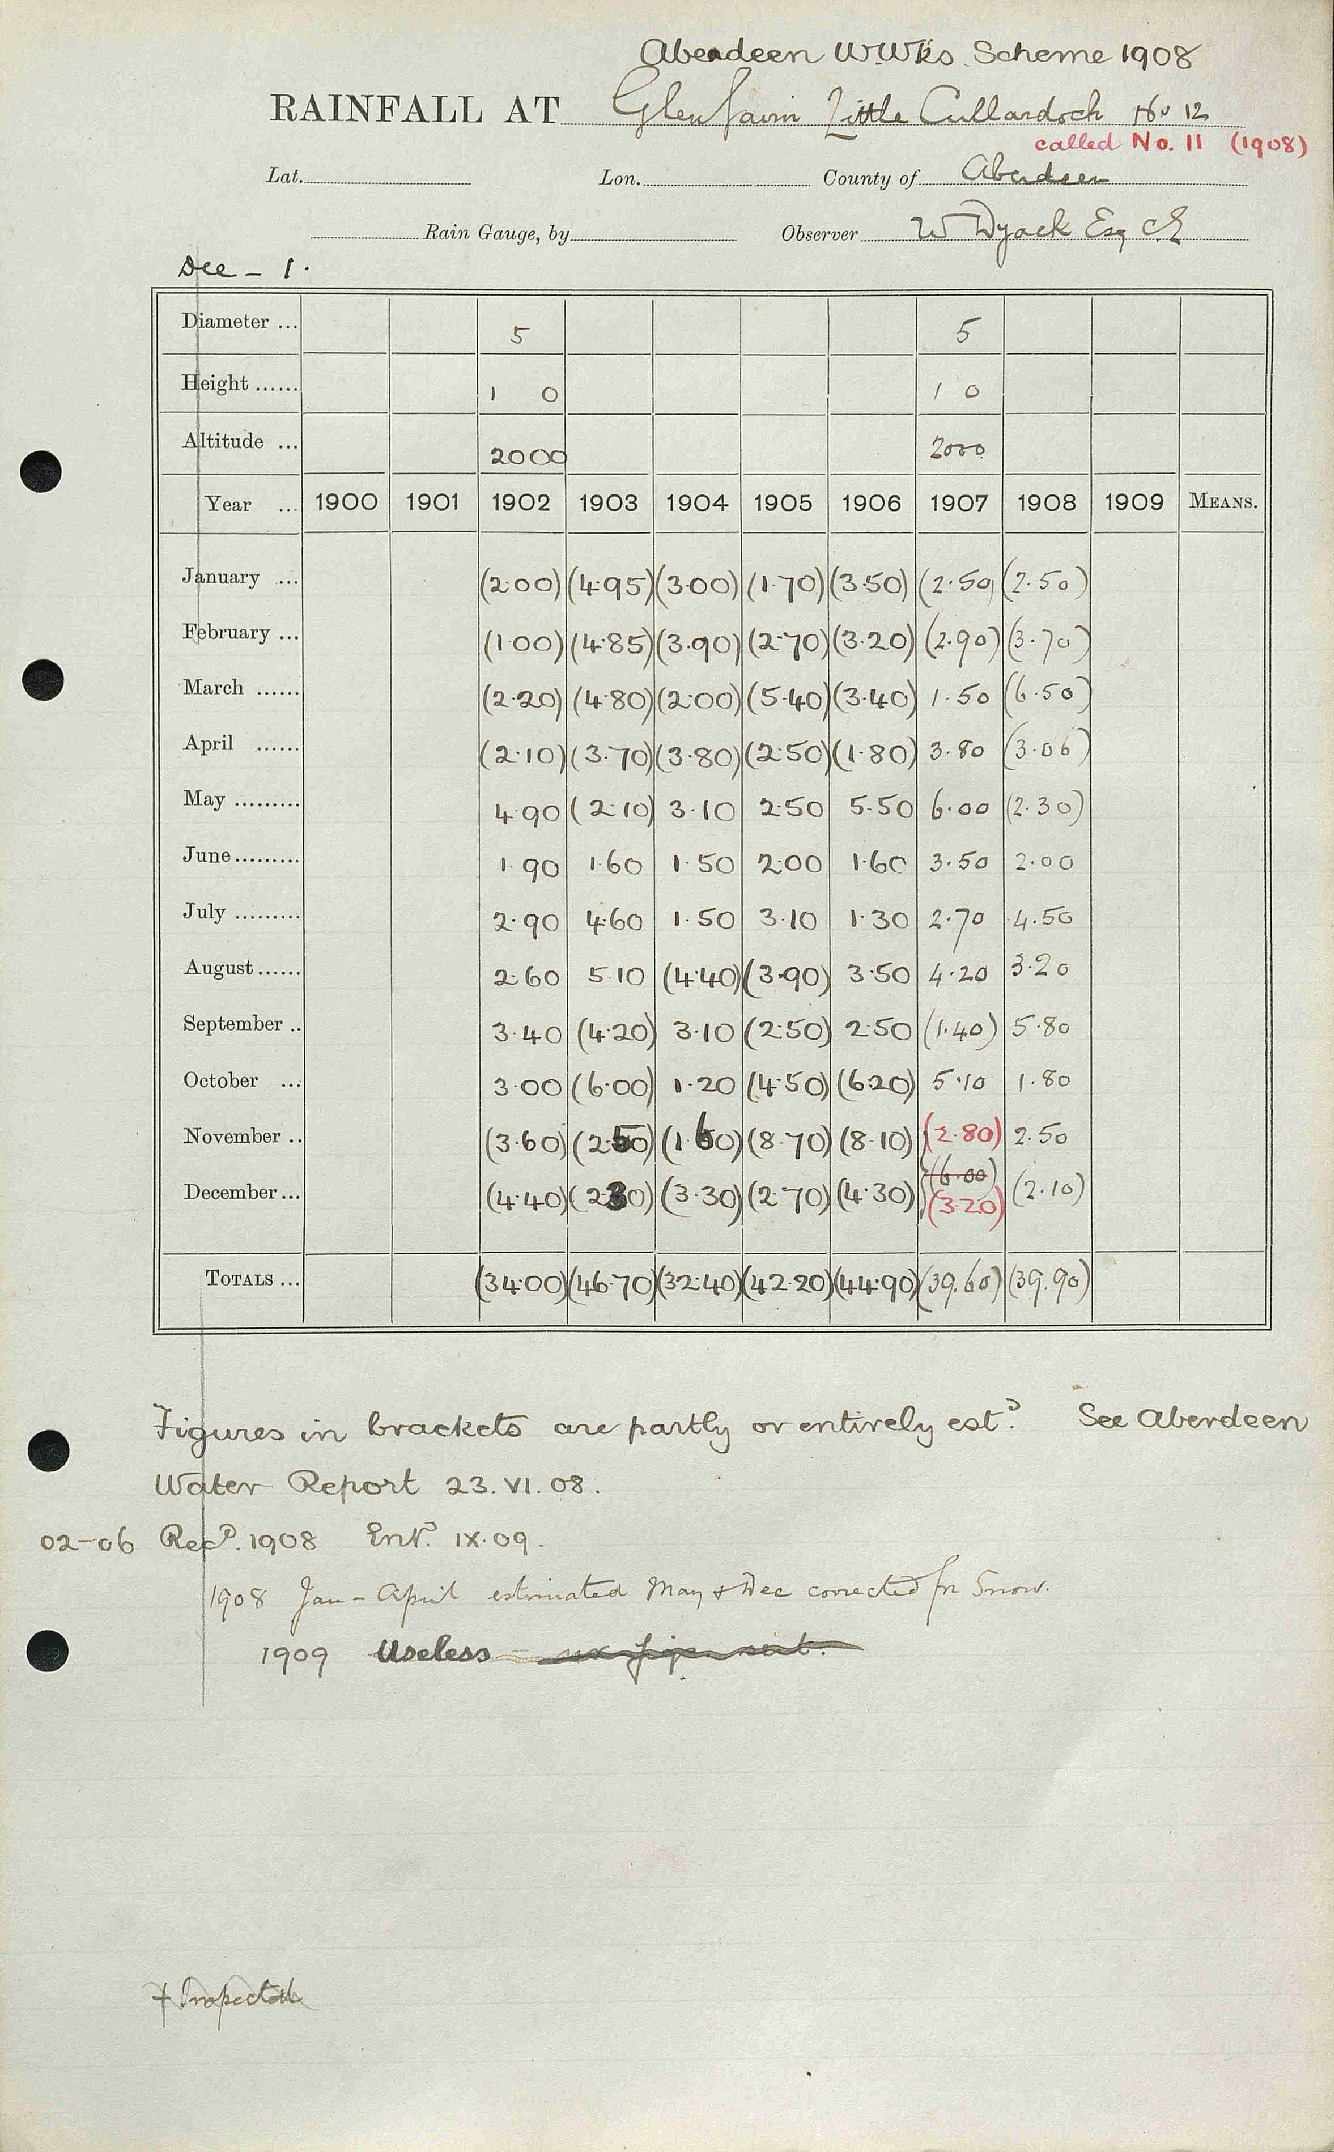 Aberdeen W.Wks. Scheme 1908
RAINFALL AT Glen Gairn Little Cullardoch No 12
called No. 11 (1908)
Lat. Lon. County of Aberdeen
Rain Gauge, by Observer W Dyack Esq CE
Dee - 1.
Diameter ... 5 5
Height ...... 1 0 1 0
Altitude ... 2000 2000
Year ... 1900 1901 1902 1903 1904 1905 1906 1907 1908 1909 MEANS.
January ... (2.00) (4.95) (3.00) (1.70) (3.50) (2.50) (2.50)
February ... (1.00) (4.85) (3.90) (2.70) (3.20) (2.90) (3.70)
March ...... (2.20) (4.80) (2.00) (5.40) (3.40) 1.50 (6.50)
April ...... (2.10) (3.70) (3.80) (2.50) (1.80) 3.80 (3.06)
May ......... 4.90 (2.10) 3.10 2.50 5.50 6.00 (2.30)
June ......... 1.90 1.60 1.50 2.00 1.60 3.50 2.00
July ......... 2.90 4.60 1.50 3.10 1.30 2.70 4.50
August ...... 2.60 5.10 (4.40) (3.90) 3.50 4.20 3.20
September .. 3.40 (4.20) 3.10 (2.50) 2.50 (1.40) 5.80
October ... 3.00 (6.00) 1.20 (4.50) (6.20) 5.10 1.80
November .. (3.60) (2.50) (1.60) (8.70) (8.10) (2.80) 2.50
December ... (4.40) (2.30) (3.30) (2.70) (4.30) (6.00) (3.20) (2.10)
TOTALS ... (34.00) (46.70) (32.40) (42.20) (44.90) (39.60) (39.90)
Figures in brackets are partly or entirely estd. See Aberdeen
Water Report 23.VI.08.
02-06 Recd. 1908 Entd. IX.09.
1908 Jan - April estimated May & Dec corrected for Snow.
1909 Useless
Inspected